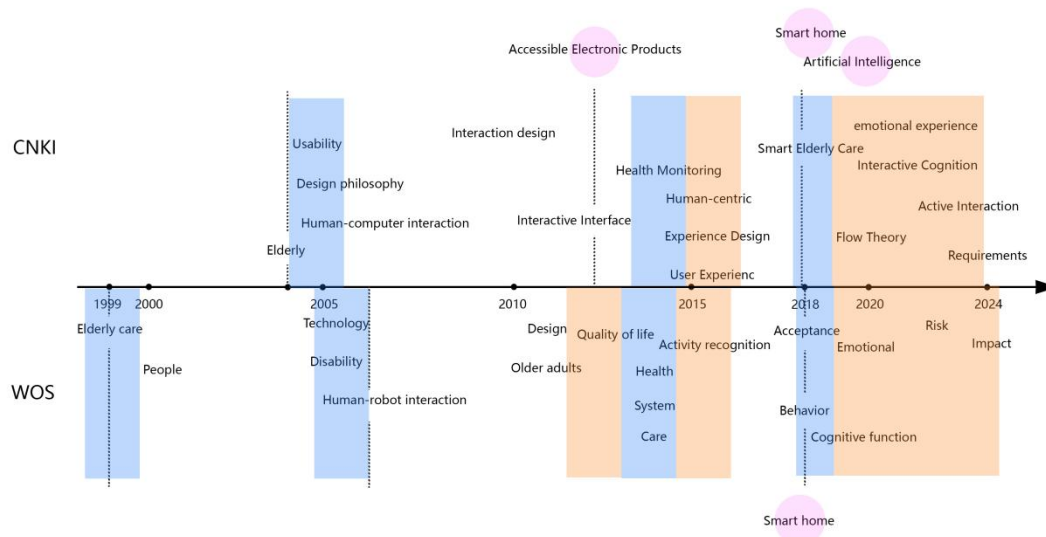 Smart home
Accessible Electronic Products
Artificial Intelligence
CNKI
emotional experience
Interaction design
Usability
Smart Elderly Care
Interactive Cognition
Health Monitoring
Design philosophy
Human-centric
Active Interaction
Interactive Interface
Human-computer interaction
Experience Design
Flow Theory
Elderly
Requirements
User Experienc
1999
2000
2005
2010
2015
2018
2020
2024
Elderly care
Technology
Design
Quality of life
Acceptance
Risk
Activity recognition
Emotional
Impact
People
Disability
Older adults
Health
WOS
Human-robot interaction
System
Behavior
Care
Cognitive function
Smart home